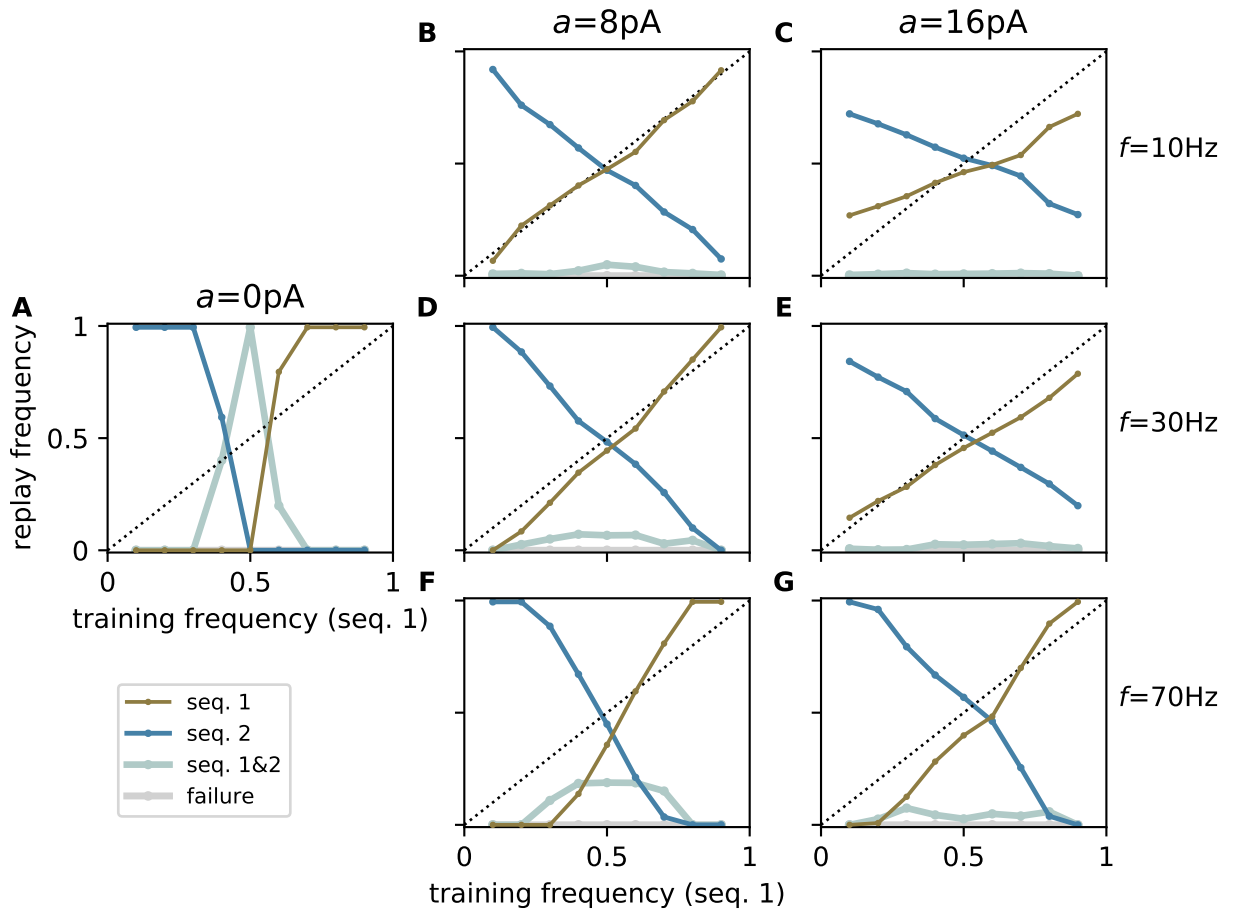 B
a=8pA
C
a=16pA
f=10Hz
A
a=0pA
D
E
replay frequency
1
0.5
0
0
0.5
1
training frequency (seq. 1)
f=30Hz
F
G
f=70Hz
seq. 1
seq. 2
seq. 1&2
failure
0
0.5
1
0
0.5
1
training frequency (seq. 1)